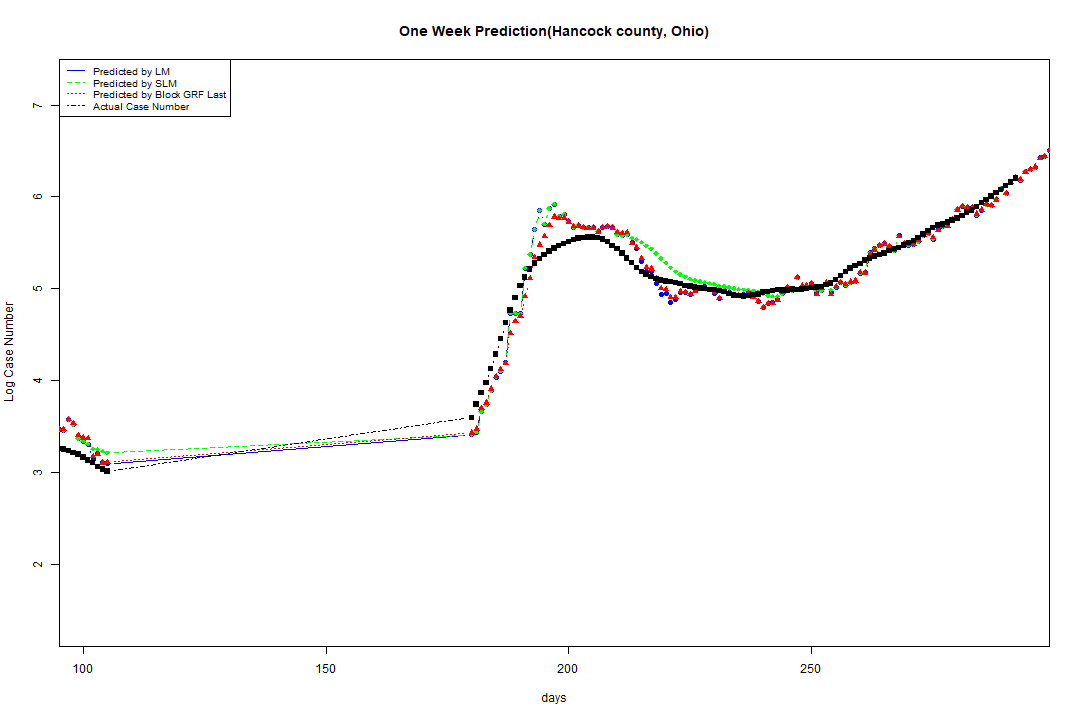 One Week Prediction(Hancock county, Ohio)
Predicted by LM
Predicted by SLM
Predicted by Block GRF Last
Actual Case Number
7
6
5
4
3
2
Log Case Number
100
150
200
250
days